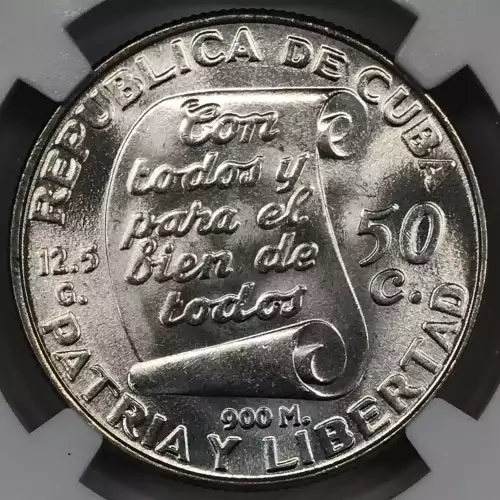 REPUBLICA DE CUBA
Con
todos y
para el
bien de
todos
50
C.
12.5
G.
900 M.
PATRIA Y LIBERTAD